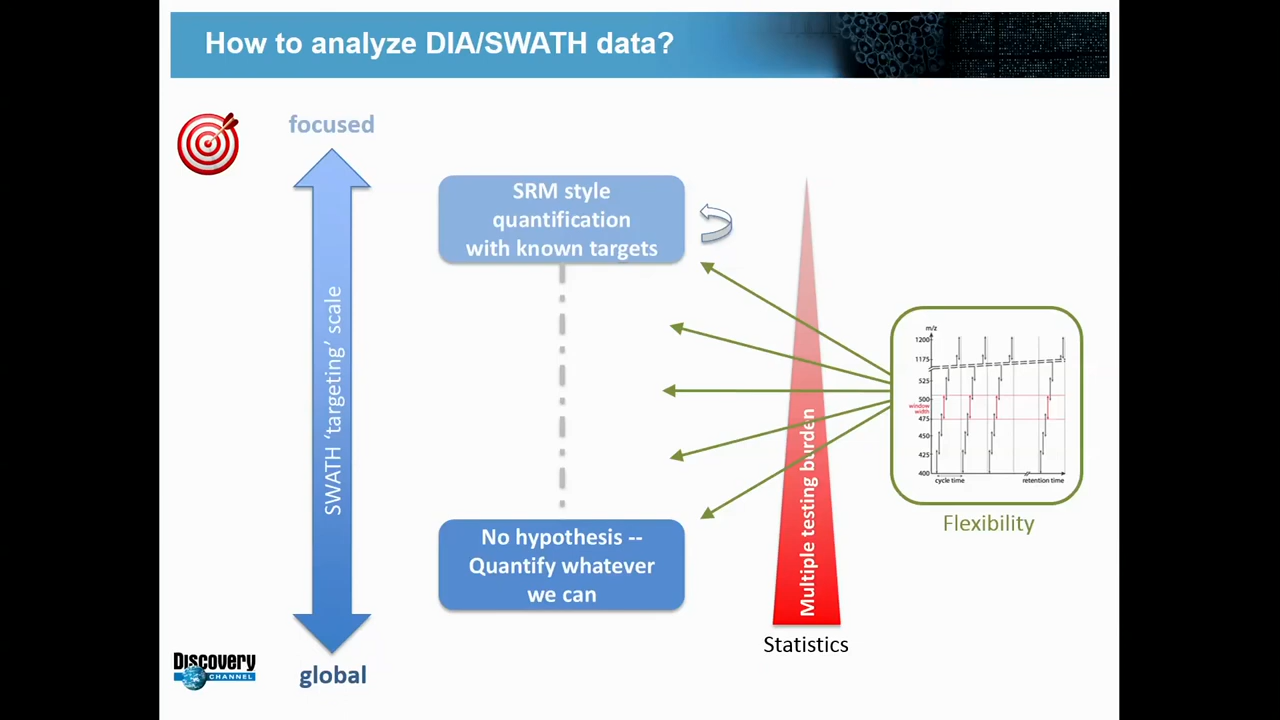 How to analyze DIA/SWATH data?
focused
SWATH ‘targeting’ scale
global
DISCOVERY
CHANNEL
SRM style
quantification
with known targets
No hypothesis --
Quantify whatever
we can
Multiple testing burden
Statistics
m/z
1200
1175
525
500
window
width
475
450
425
400
cycle time
retention time
Flexibility